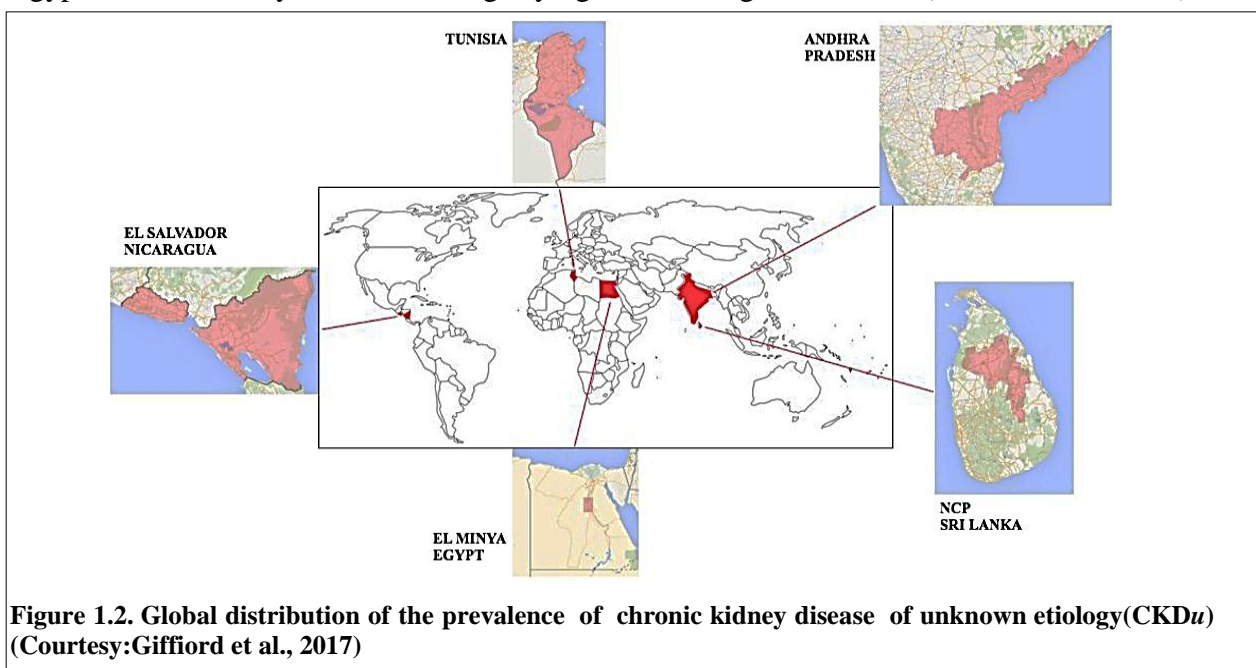 TUNISIA
ANDHRA
PRADESH
EL SALVADOR
NICARAGUA
EL MINYA
EGYPT
NCP
SRI LANKA
Figure 1.2. Global distribution of the prevalence of chronic kidney disease of unknown etiology(CKDu)
(Courtesy:Giffiord et al., 2017)